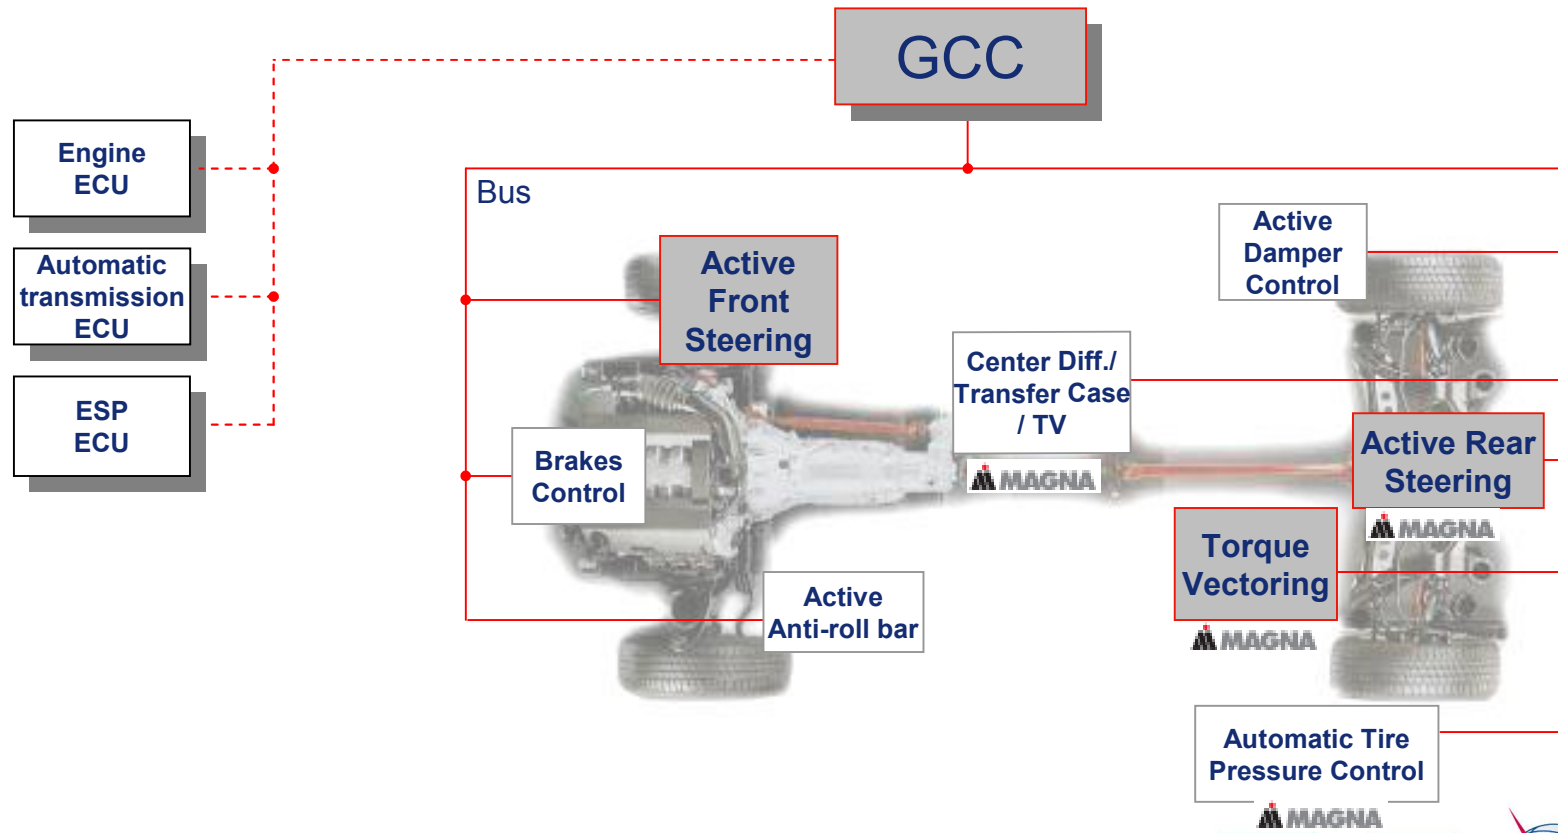 GCC
Engine
ECU
Automatic
transmission
ECU
ESP
ECU
Bus
Active
Front
Steering
Active
Damper
Control
Center Diff./
Transfer Case
/ TV
MAGNA
Brakes
Control
Active Rear
Steering
MAGNA
Torque
Vectoring
MAGNA
Active
Anti-roll bar
Automatic Tire
Pressure Control
MAGNA